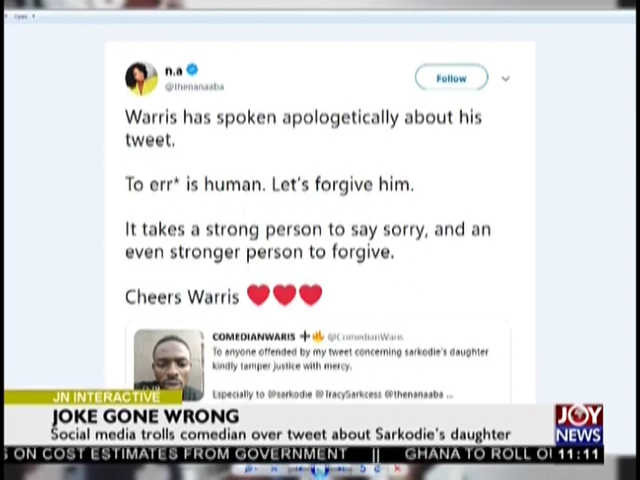 n.a
@thenanaaba
Follow
Warris has spoken apologetically about his
tweet.
To err* is human. Let's forgive him.
It takes a strong person to say sorry, and an
even stronger person to forgive.
Cheers Warris
COMEDIANWARIS
@ComedianWaris
To anyone offended by my tweet concerning sarkodie's daughter
kindly tamper justice with mercy.
Especially to @sarkodie @TracySarkcess @thenanaaba ...
JN INTERACTIVE
JOKE GONE WRONG
Social media trolls comedian over tweet about Sarkodie's daughter
JOY
NEWS
S ON COST ESTIMATES FROM GOVERNMENT || GHANA TO ROLL O
11:11